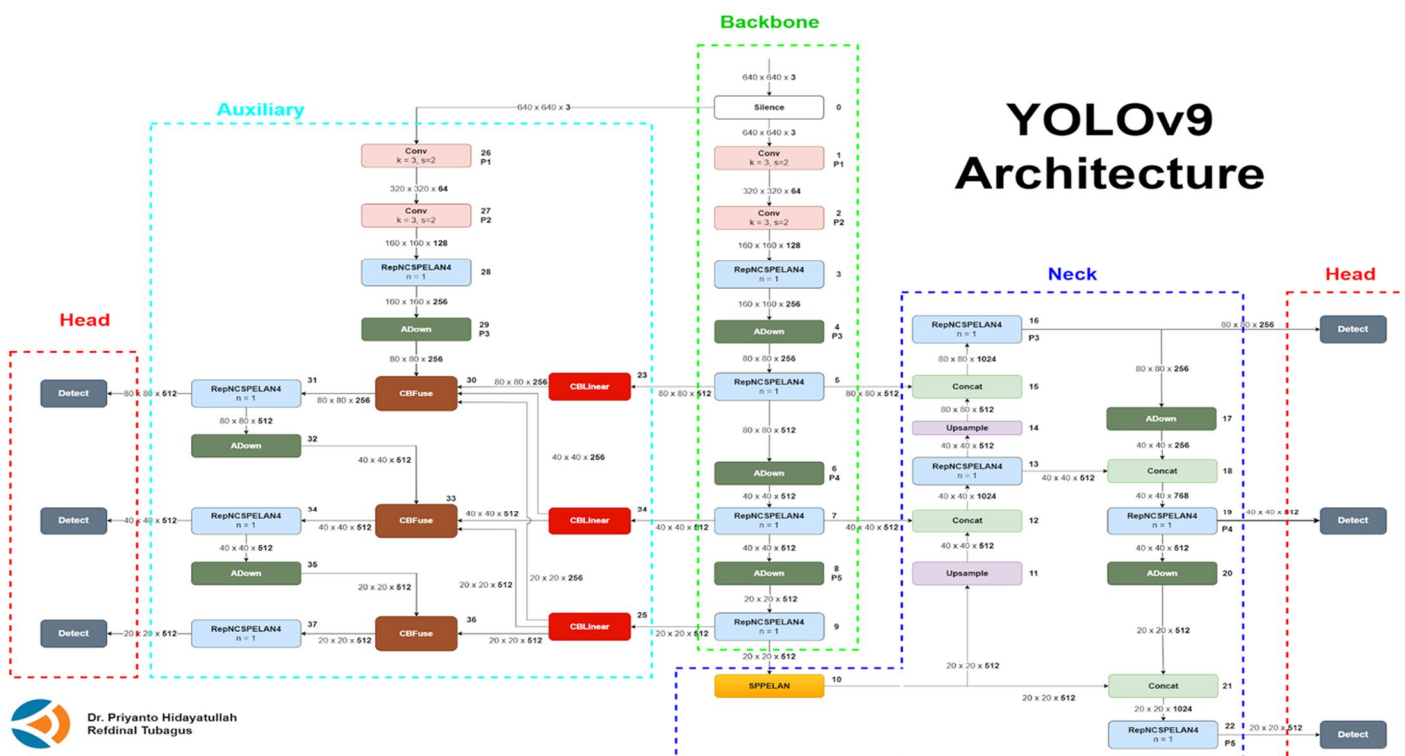 Backbone
YOLOv9
Architecture
640 x 640 x 3
Silence
0
640 x 640 x 3
640 x 640 x 3
Conv
k = 3, s=2
1
P1
320 x 320 x 64
Conv
k = 3, s=2
2
P2
160 x 160 x 128
RepNCSPELAN4
n = 1
3
160 x 160 x 256
ADown
4
P3
80 x 80 x 256
RepNCSPELAN4
n = 1
5
80 x 80 x 512
80 x 80 x 512
80 x 80 x 512
ADown
6
P4
40 x 40 x 512
RepNCSPELAN4
n = 1
7
40 x 40 x 512
40 x 40 x 512
40 x 40 x 512
ADown
8
P5
20 x 20 x 512
RepNCSPELAN4
n = 1
9
20 x 20 x 512
20 x 20 x 512
Auxiliary
Conv
k = 3, s=2
26
P1
320 x 320 x 64
Conv
k = 3, s=2
27
P2
160 x 160 x 128
RepNCSPELAN4
n = 1
28
160 x 160 x 256
ADown
29
P3
80 x 80 x 256
CBFuse
30
80 x 80 x 256
CBLinear
23
80 x 80 x 256
RepNCSPELAN4
n = 1
31
80 x 80 x 512
80 x 80 x 512
ADown
32
40 x 40 x 512
40 x 40 x 256
CBFuse
33
40 x 40 x 512
CBLinear
24
40 x 40 x 512
RepNCSPELAN4
n = 1
34
40 x 40 x 512
40 x 40 x 512
ADown
35
20 x 20 x 512
20 x 20 x 512
20 x 20 x 256
CBFuse
36
20 x 20 x 512
CBLinear
25
20 x 20 x 512
RepNCSPELAN4
n = 1
37
20 x 20 x 512
Head
Detect
Detect
Detect
Neck
RepNCSPELAN4
n = 1
16
P3
80 x 80 x 256
80 x 80 x 1024
80 x 80 x 256
Concat
15
80 x 80 x 512
Upsample
14
40 x 40 x 512
RepNCSPELAN4
n = 1
13
40 x 40 x 512
40 x 40 x 1024
Concat
12
40 x 40 x 512
Upsample
11
20 x 20 x 512
SPPELAN
10
20 x 20 x 512
ADown
17
40 x 40 x 256
Concat
18
40 x 40 x 768
RepNCSPELAN4
n = 1
19
P4
40 x 40 x 512
40 x 40 x 512
ADown
20
20 x 20 x 512
Concat
21
20 x 20 x 1024
RepNCSPELAN4
n = 1
22
P5
20 x 20 x 512
Head
Detect
Detect
Detect
Dr. Priyanto Hidayatullah
Refdinal Tubagus